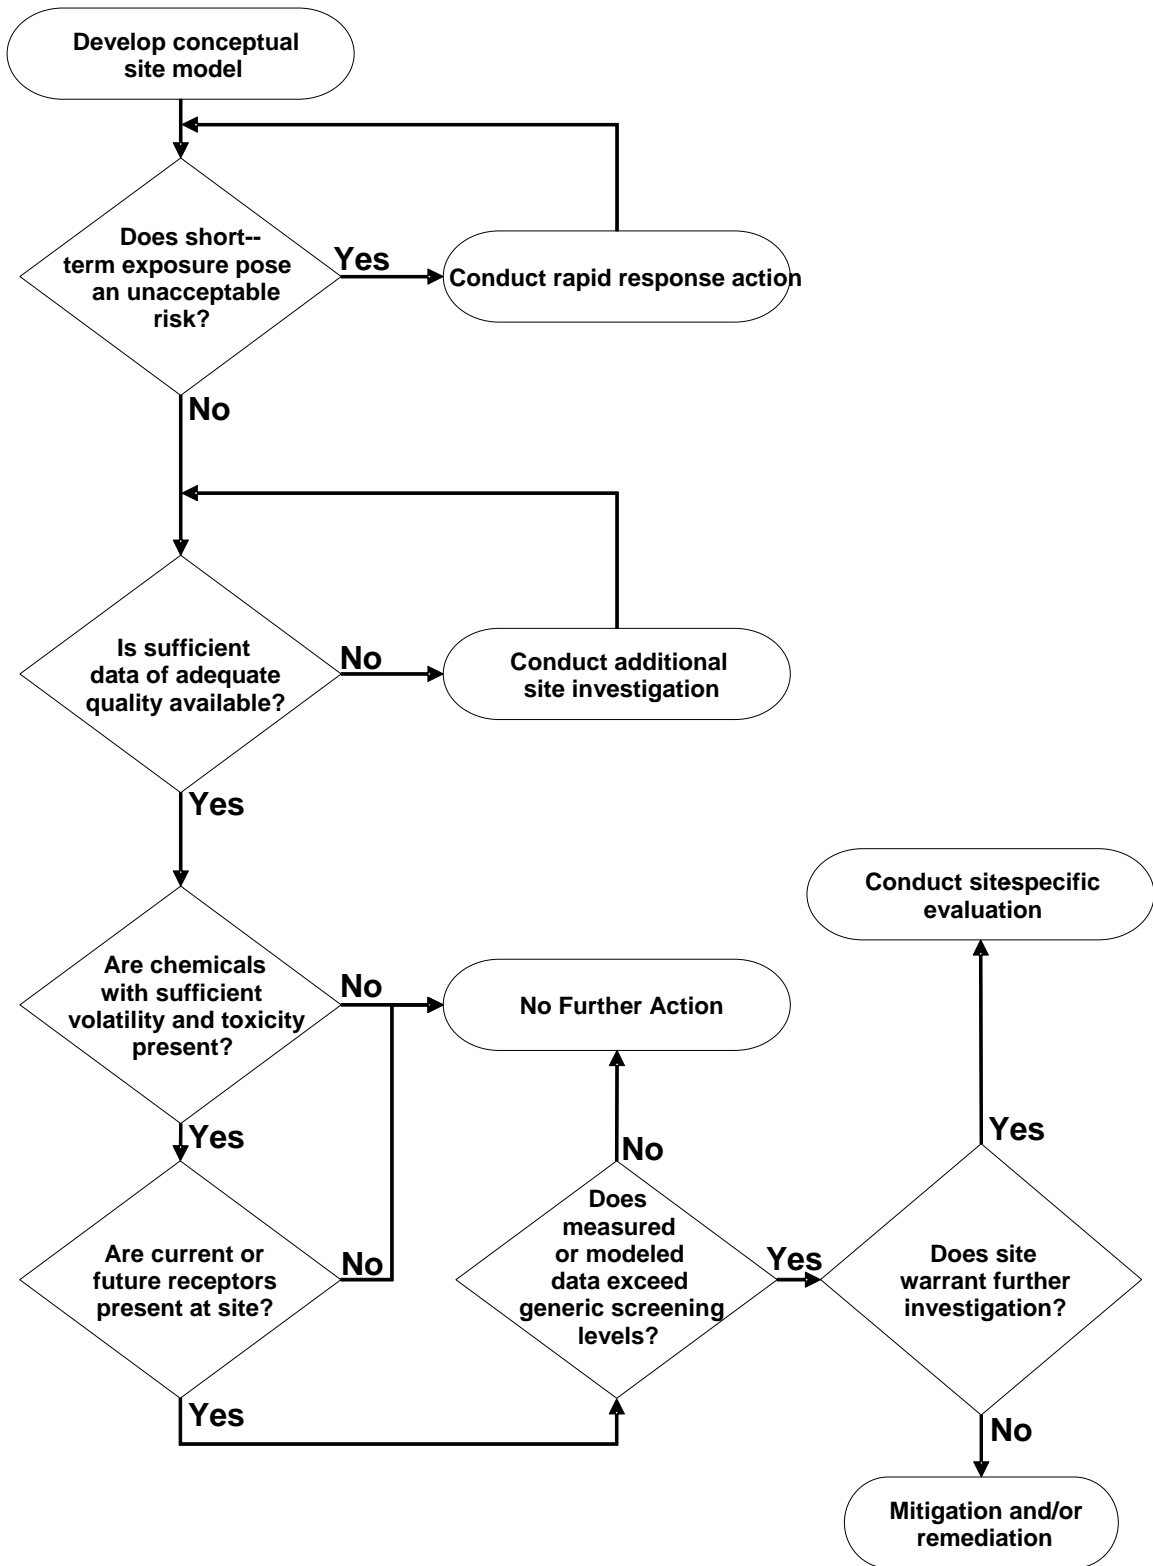 Develop conceptual
site model
Does short--
term exposure pose
an unacceptable
risk?
Yes
Conduct rapid response action
No
Is sufficient
data of adequate
quality available?
No
Conduct additional
site investigation
Yes
Conduct sitespecific
evaluation
Are chemicals
with sufficient
volatility and toxicity
present?
No
No Further Action
Yes
Are current or
future receptors
present at site?
No
Yes
Does
measured
or modeled
data exceed
generic screening
levels?
No
Yes
Does site
warrant further
investigation?
Yes
No
Mitigation and/or
remediation